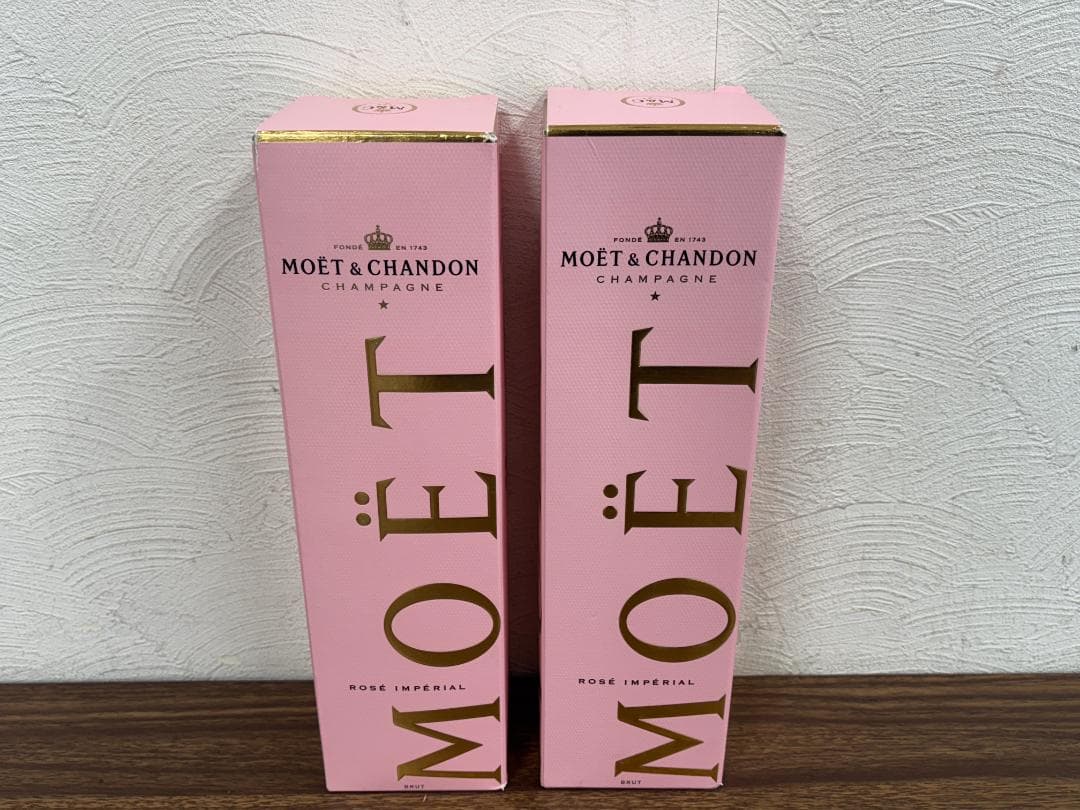 M&C
FONDÉ EN 1743
MOËT & CHANDON
CHAMPAGNE
MOËT
ROSÉ IMPÉRIAL
BRUT
M&C
FONDÉ EN 1743
MOËT & CHANDON
CHAMPAGNE
MOËT
ROSÉ IMPÉRIAL
BRUT